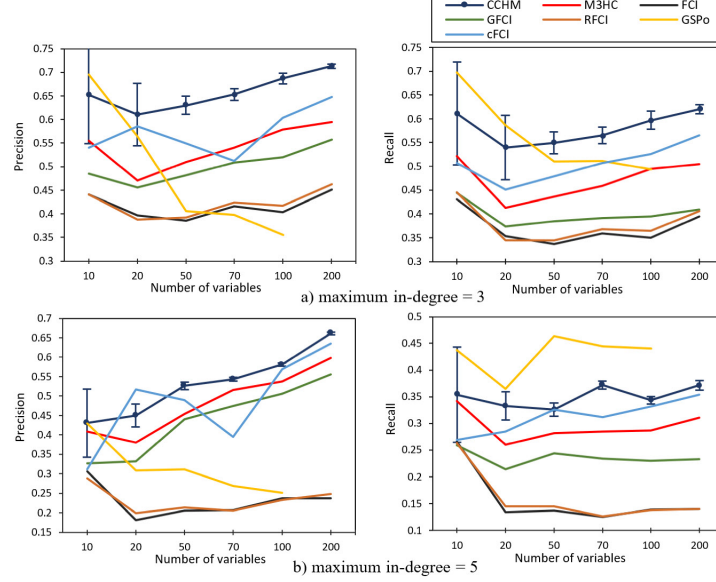 CCHM M3HC FCI
GFCI RFCI GSPo
cFCI
0.75
0.7
0.65
0.6
0.55
0.5
0.45
0.4
0.35
0.3
Precision
10 20 50 70 100 200
Number of variables
0.75
0.7
0.65
0.6
0.55
0.5
0.45
0.4
0.35
0.3
Recall
10 20 50 70 100 200
Number of variables
a) maximum in-degree = 3
0.7
0.65
0.6
0.55
0.5
0.45
0.4
0.35
0.3
0.25
0.2
0.15
Precision
10 20 50 70 100 200
Number of variables
0.5
0.45
0.4
0.35
0.3
0.25
0.2
0.15
0.1
Recall
10 20 50 70 100 200
Number of variables
b) maximum in-degree = 5